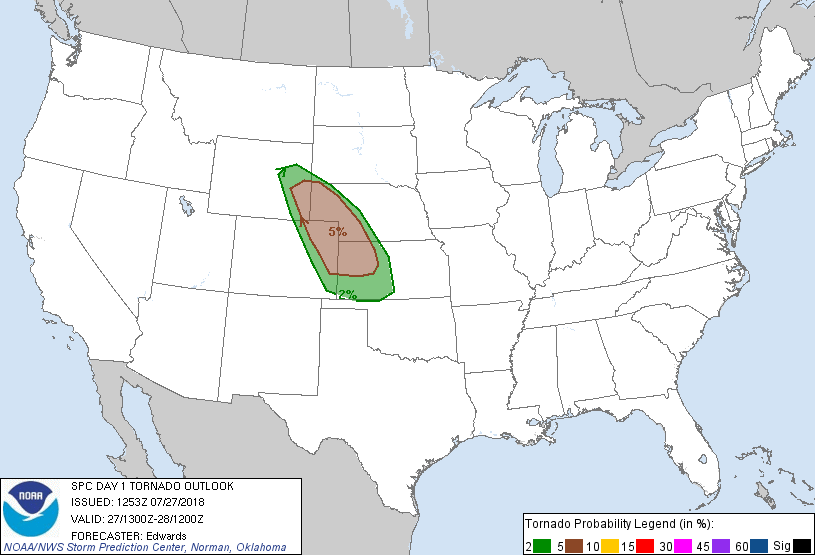 5%
2%
NOAA
SPC DAY 1 TORNADO OUTLOOK
ISSUED: 1253Z 07/27/2018
VALID: 27/1300Z-28/1200Z
FORECASTER: Edwards
NOAA/NWS Storm Prediction Center, Norman, Oklahoma
Tornado Probability Legend (in %):
2 5 10 15 30 45 60 Sig